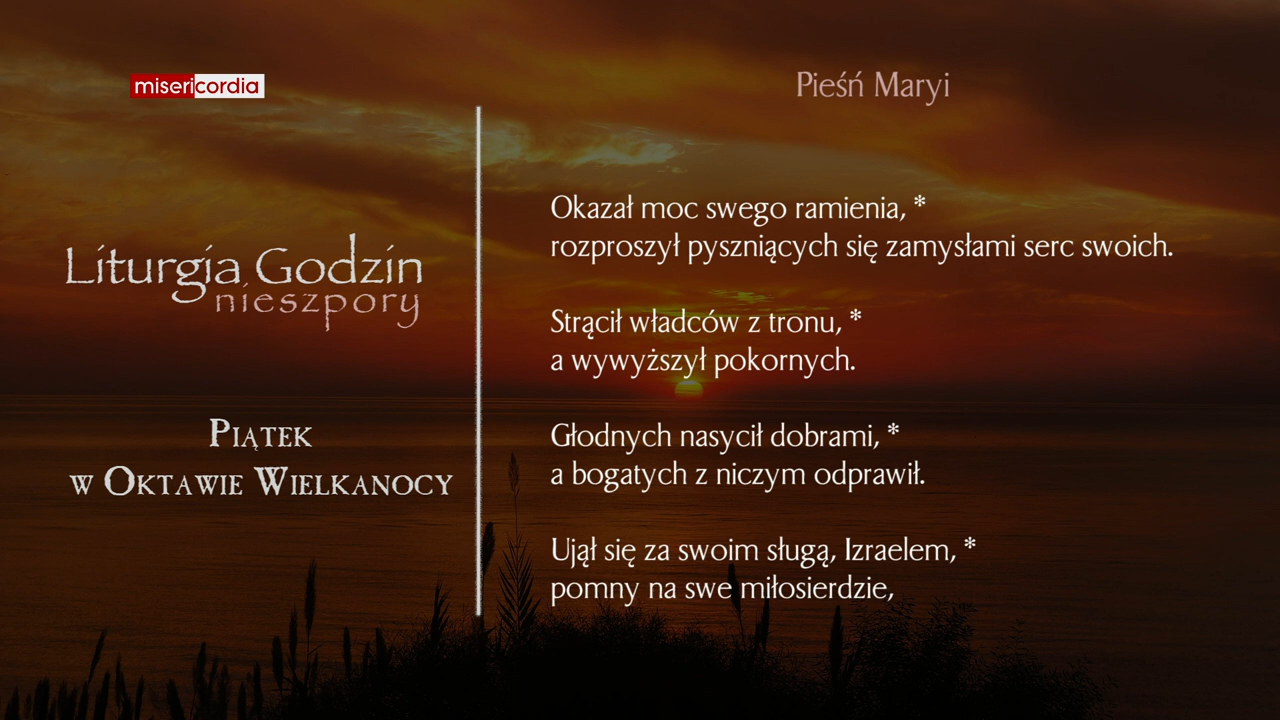 misericordia
Liturgia Godzin
nieszpory
Piątek
w Oktawie Wielkanocy
Pieśń Maryi
Okazał moc swego ramienia, *
rozproszył pyszniących się zamysłami serc swoich.
Strącił władców z tronu, *
a wywyższył pokornych.
Głodnych nasycił dobrami, *
a bogatych z niczym odprawił.
Ujął się za swoim sługą, Izraelem, *
pomny na swe miłosierdzie,